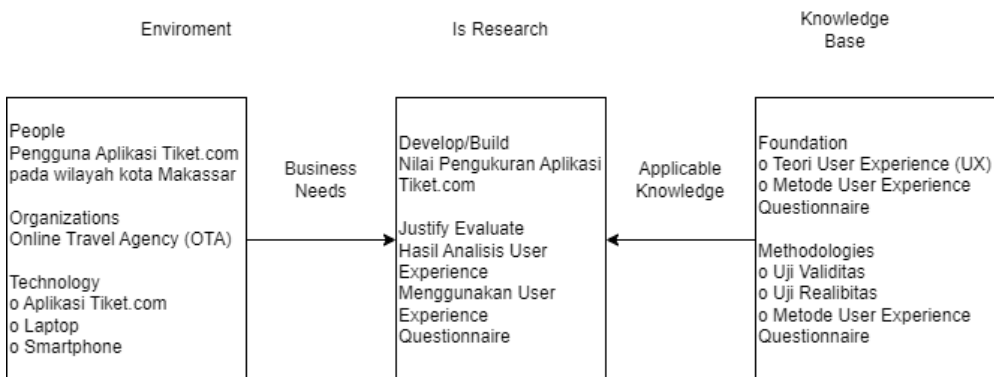 Enviroment
Is Research
Knowledge
Base
People
Pengguna Aplikasi Tiket.com
pada wilayah kota Makassar
Organizations
Online Travel Agency (OTA)
Technology
o Aplikasi Tiket.com
o Laptop
o Smartphone
Business
Needs
Develop/Build
Nilai Pengukuran Aplikasi
Tiket.com
Justify Evaluate
Hasil Analisis User
Experience
Menggunakan User
Experience
Questionnaire
Applicable
Knowledge
Foundation
o Teori User Experience (UX)
o Metode User Experience
Questionnaire
Methodologies
o Uji Validitas
o Uji Realibitas
o Metode User Experience
Questionnaire